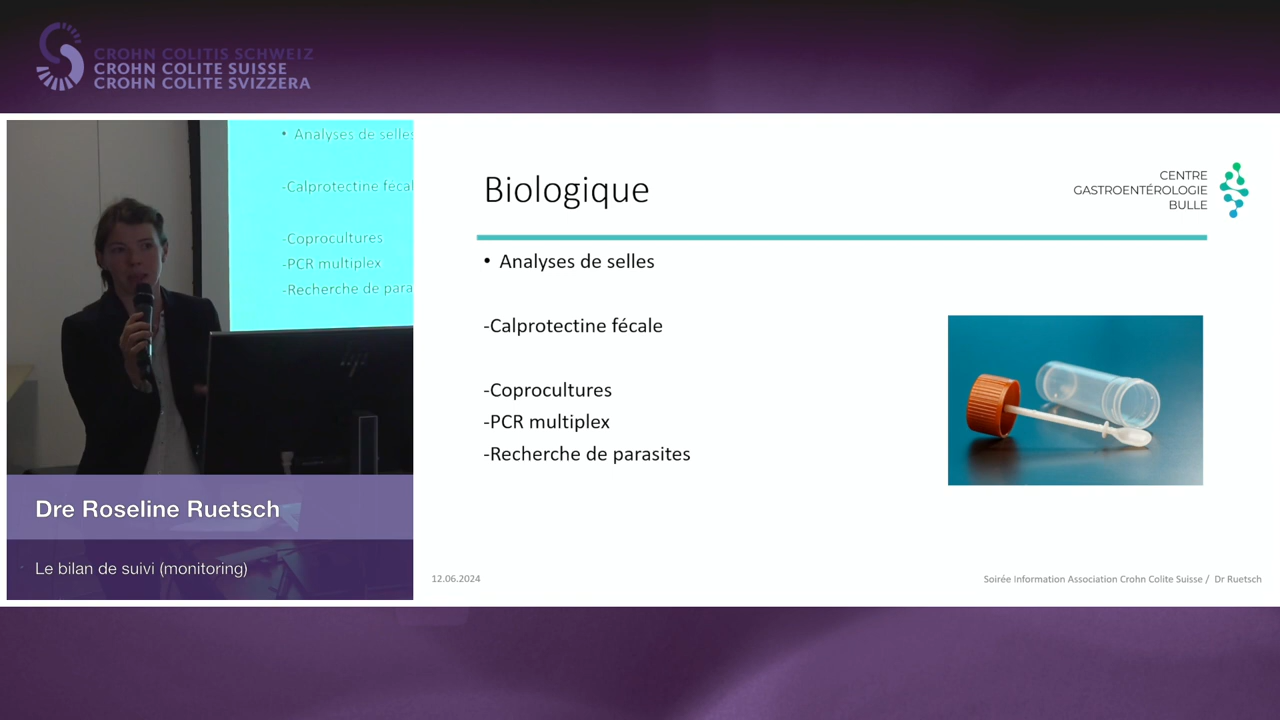 CROHN COLITIS SCHWEIZ
CROHN COLITE SUISSE
CROHN COLITE SVIZZERA
• Analyses de selles
-Calprotectine fécal
-Coprocultures
-PCR multiplex
-Recherche de para
hp
Dre Roseline Ruetsch
Le bilan de suivi (monitoring)
Biologique
CENTRE
GASTROENTÉROLOGIE
BULLE
• Analyses de selles
-Calprotectine fécale
-Coprocultures
-PCR multiplex
-Recherche de parasites
12.06.2024
Soirée Information Association Crohn Colite Suisse / Dr Ruetsch